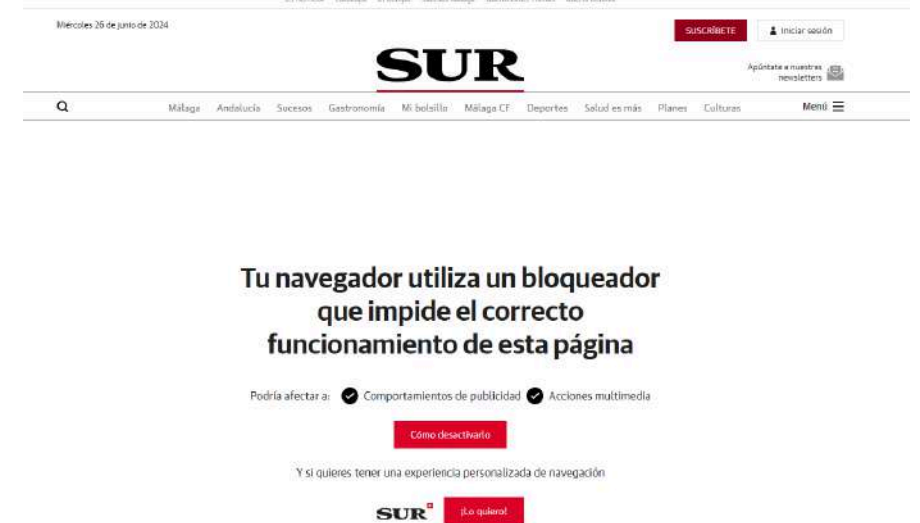 Miércoles 26 de junio de 2024
SUSCRÍBETE
Iniciar sesión
SUR
Apúntate a nuestras
newsletters
Málaga Andalucía Sucesos Gastronomía Mi bolsillo Málaga CF Deportes Salud es más Planes Culturas Menú
Tu navegador utiliza un bloqueador
que impide el correcto
funcionamiento de esta página
Podría afectar a: Comportamientos de publicidad Acciones multimedia
Cómo desactivarlo
Y si quieres tener una experiencia personalizada de navegación
SUR ¡Lo quiero!